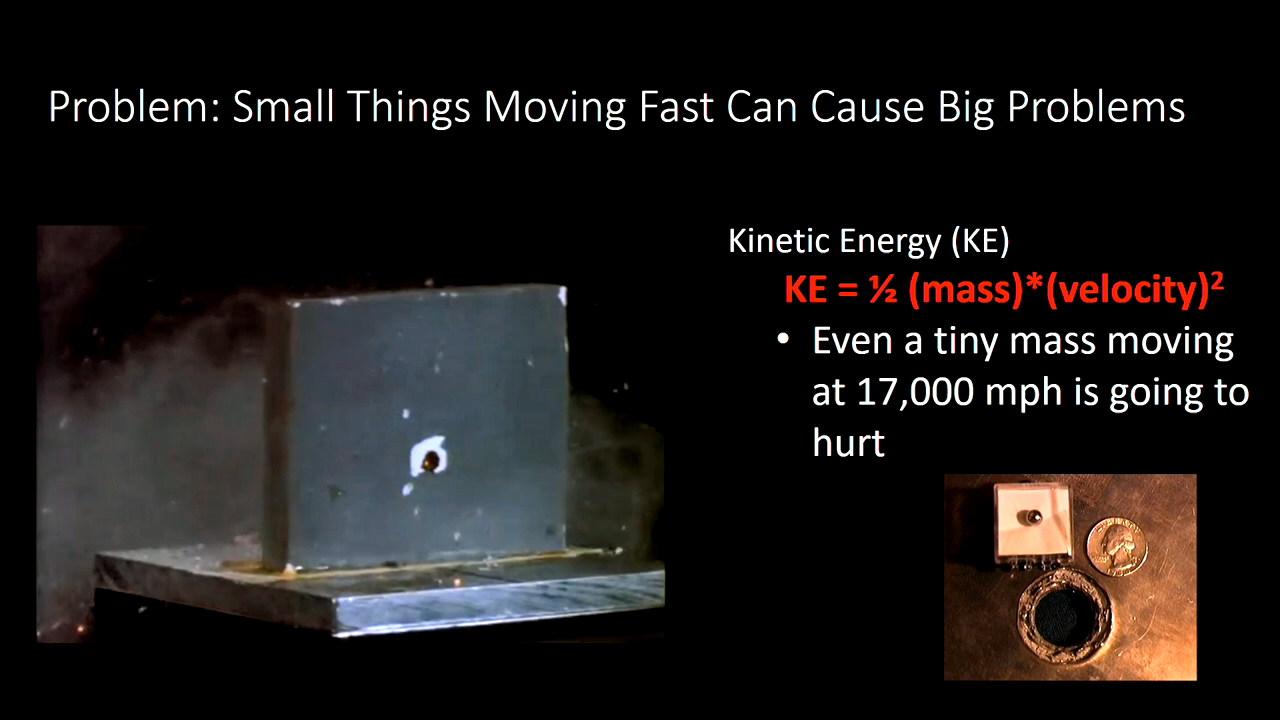 Problem: Small Things Moving Fast Can Cause Big Problems
Kinetic Energy (KE)
KE = ½ (mass)*(velocity)²
• Even a tiny mass moving
at 17,000 mph is going to
hurt